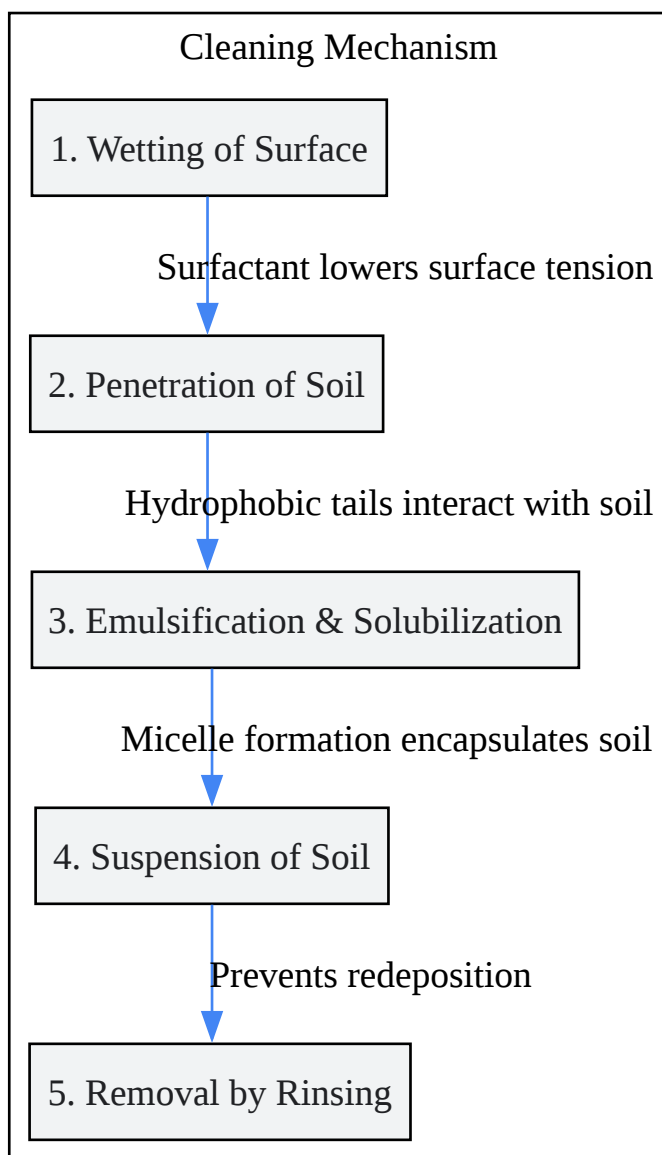 Cleaning Mechanism
1. Wetting of Surface
Surfactant lowers surface tension
2. Penetration of Soil
Hydrophobic tails interact with soil
3. Emulsification & Solubilization
Micelle formation encapsulates soil
4. Suspension of Soil
Prevents redeposition
5. Removal by Rinsing